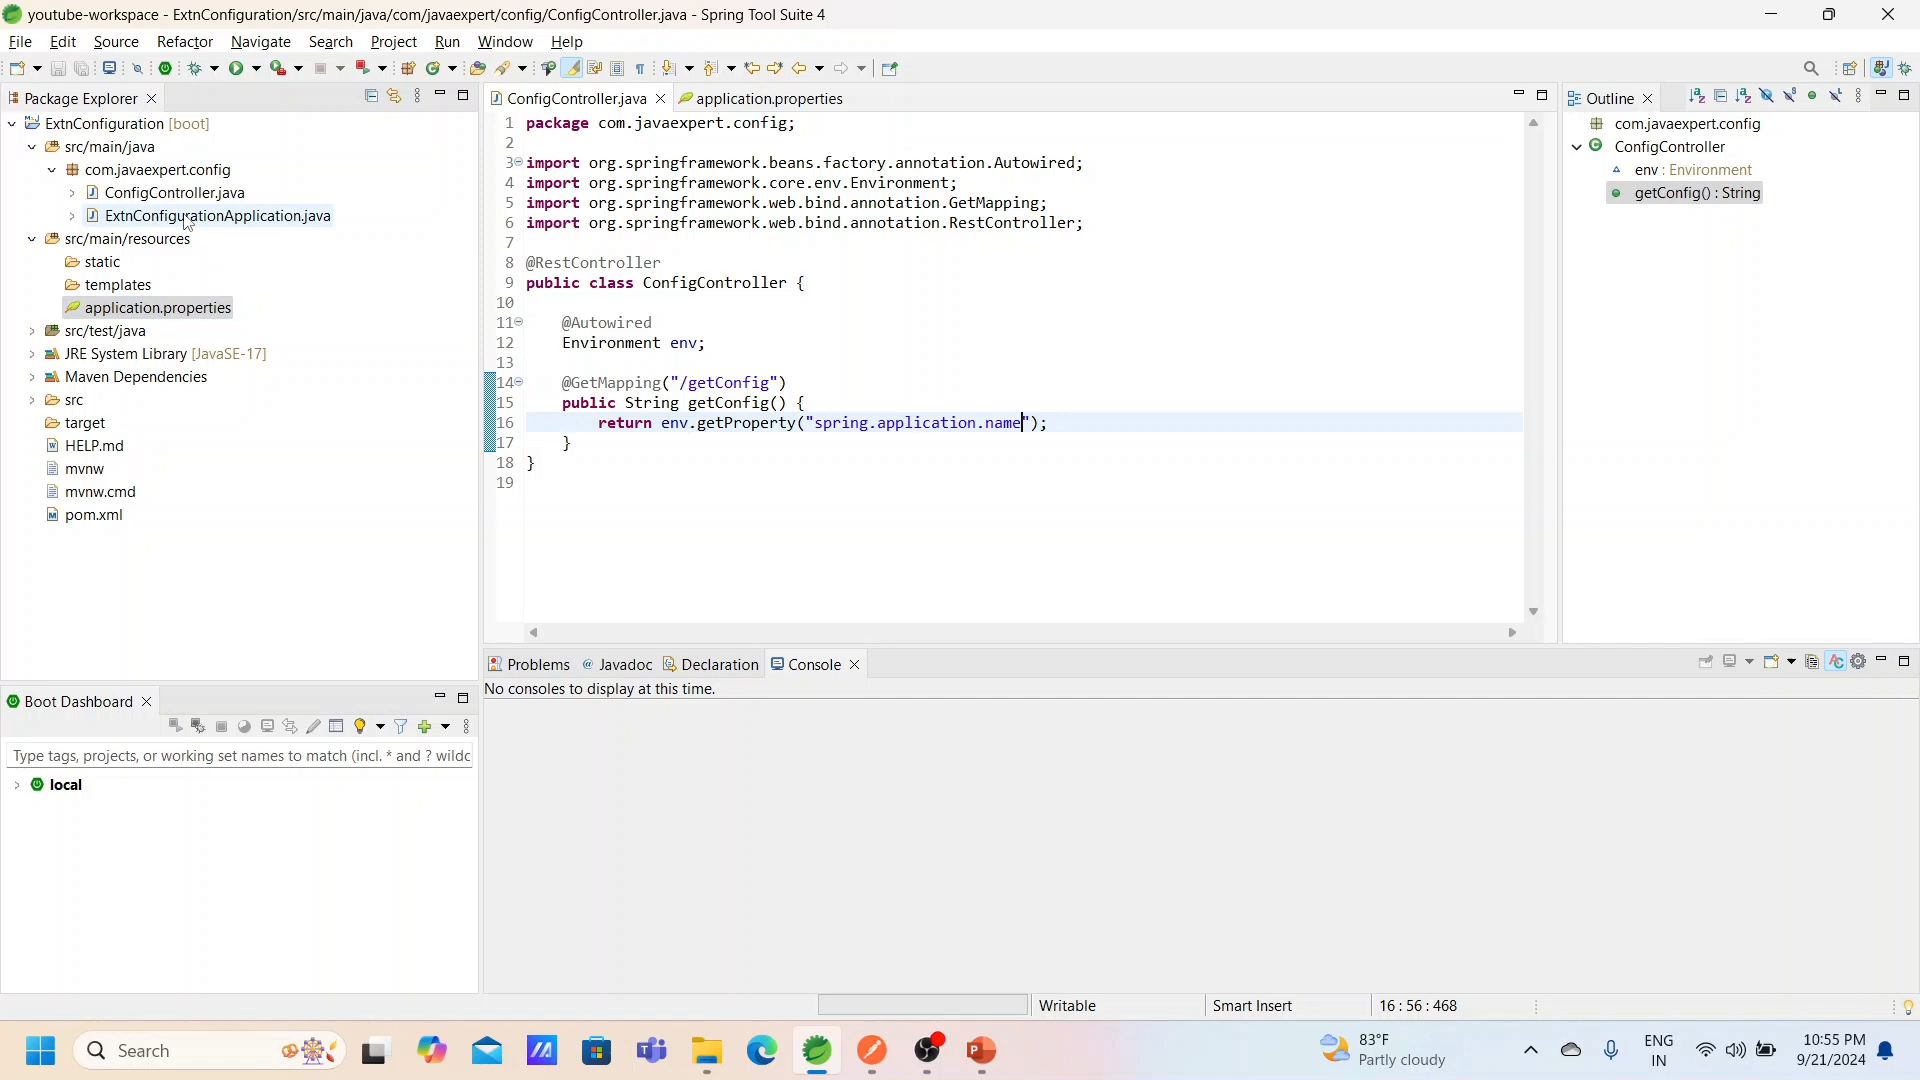 youtube-workspace - ExtnConfiguration/src/main/java/com/javaexpert/config/ConfigController.java - Spring Tool Suite 4
File Edit Source Refactor Navigate Search Project Run Window Help
Package Explorer
ExtnConfiguration [boot]
src/main/java
com.javaexpert.config
ConfigController.java
ExtnConfigurationApplication.java
src/main/resources
static
templates
application.properties
src/test/java
JRE System Library [JavaSE-17]
Maven Dependencies
src
target
HELP.md
mvnw
mvnw.cmd
pom.xml
ConfigController.java application.properties
1 package com.javaexpert.config;
2
3 import org.springframework.beans.factory.annotation.Autowired;
4 import org.springframework.core.env.Environment;
5 import org.springframework.web.bind.annotation.GetMapping;
6 import org.springframework.web.bind.annotation.RestController;
7
8 @RestController
9 public class ConfigController {
10
11 @Autowired
12 Environment env;
13
14 @GetMapping("/getConfig")
15 public String getConfig() {
16 return env.getProperty("spring.application.name");
17 }
18 }
19
Outline
com.javaexpert.config
ConfigController
env : Environment
getConfig() : String
Problems @ Javadoc Declaration Console
No consoles to display at this time.
Boot Dashboard
Type tags, projects, or working set names to match (incl. * and ? wildc
local
Writable Smart Insert 16 : 56 : 468
Search
83°F
Partly cloudy
ENG
IN
10:55 PM
9/21/2024